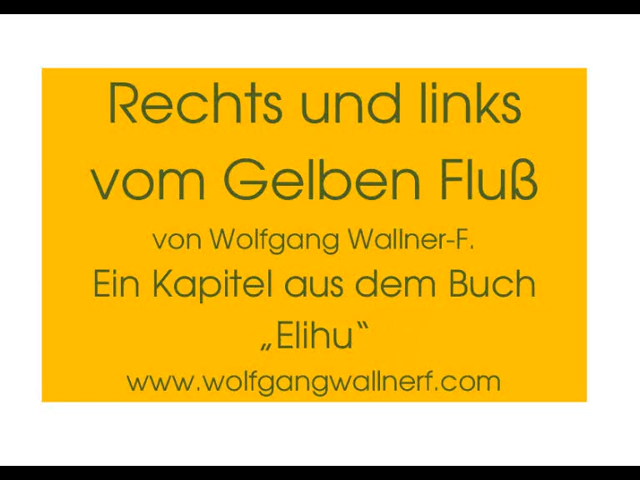 Rechts und links
vom Gelben Fluß
von Wolfgang Wallner-F.
Ein Kapitel aus dem Buch
„Elihu“
www.wolfgangwallnerf.com